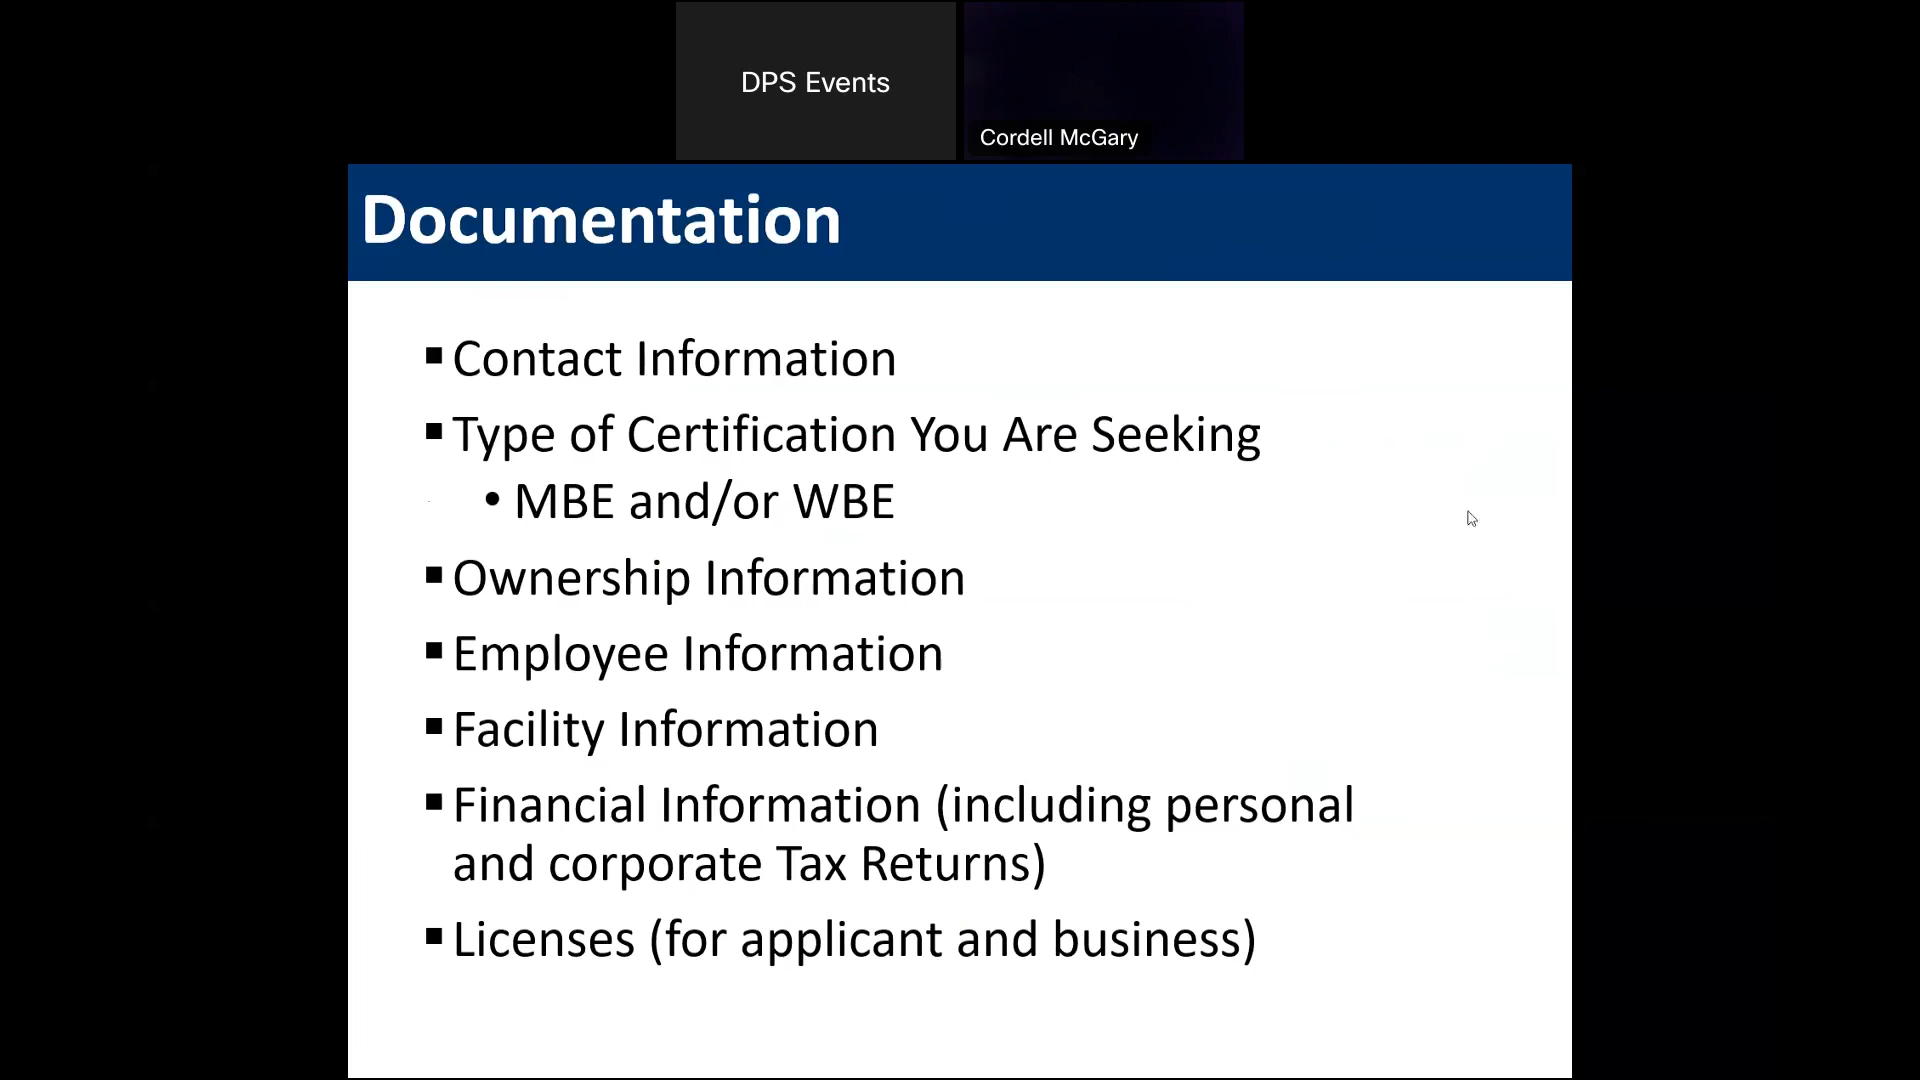 DPS Events
Cordell McGary
Documentation
▪ Contact Information
▪ Type of Certification You Are Seeking
• MBE and/or WBE
▪ Ownership Information
▪ Employee Information
▪ Facility Information
▪ Financial Information (including personal
and corporate Tax Returns)
▪ Licenses (for applicant and business)